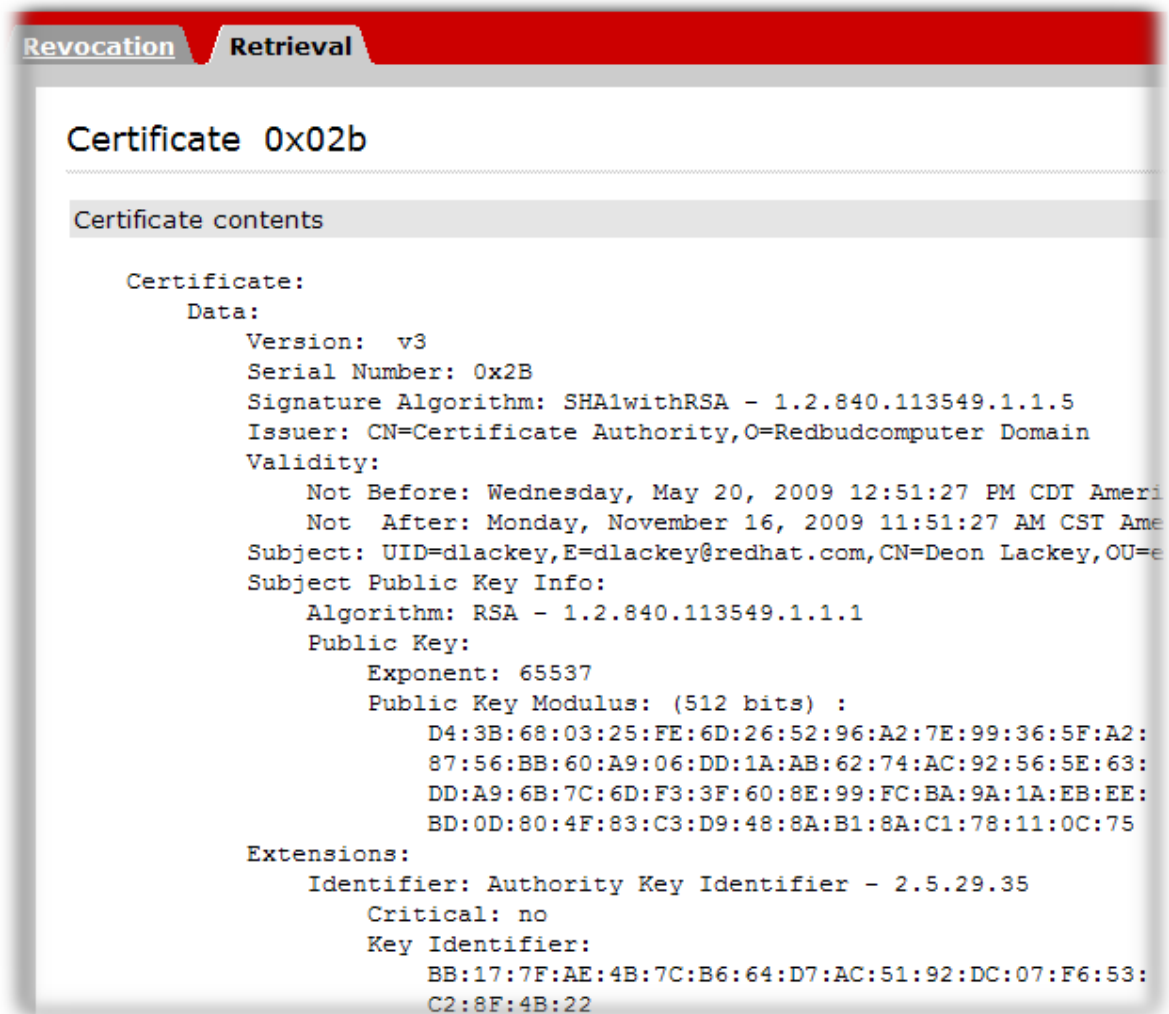 Revocation Retrieval
Certificate 0x02b
Certificate contents
Certificate:
Data:
Version: v3
Serial Number: 0x2B
Signature Algorithm: SHA1withRSA - 1.2.840.113549.1.1.5
Issuer: CN=Certificate Authority,O=Redbudcomputer Domain
Validity:
Not Before: Wednesday, May 20, 2009 12:51:27 PM CDT Ameri
Not After: Monday, November 16, 2009 11:51:27 AM CST Ame
Subject: UID=dlackey,E=dlackey@redhat.com,CN=Deon Lackey,OU=e
Subject Public Key Info:
Algorithm: RSA - 1.2.840.113549.1.1.1
Public Key:
Exponent: 65537
Public Key Modulus: (512 bits) :
D4:3B:68:03:25:FE:6D:26:52:96:A2:7E:99:36:5F:A2:
87:56:BB:60:A9:06:DD:1A:AB:62:74:AC:92:56:5E:63:
DD:A9:6B:7C:6D:F3:3F:60:8E:99:FC:BA:9A:1A:EB:EE:
BD:0D:80:4F:83:C3:D9:48:8A:B1:8A:C1:78:11:0C:75
Extensions:
Identifier: Authority Key Identifier - 2.5.29.35
Critical: no
Key Identifier:
BB:17:7F:AE:4B:7C:B6:64:D7:AC:51:92:DC:07:F6:53:
C2:8F:4B:22